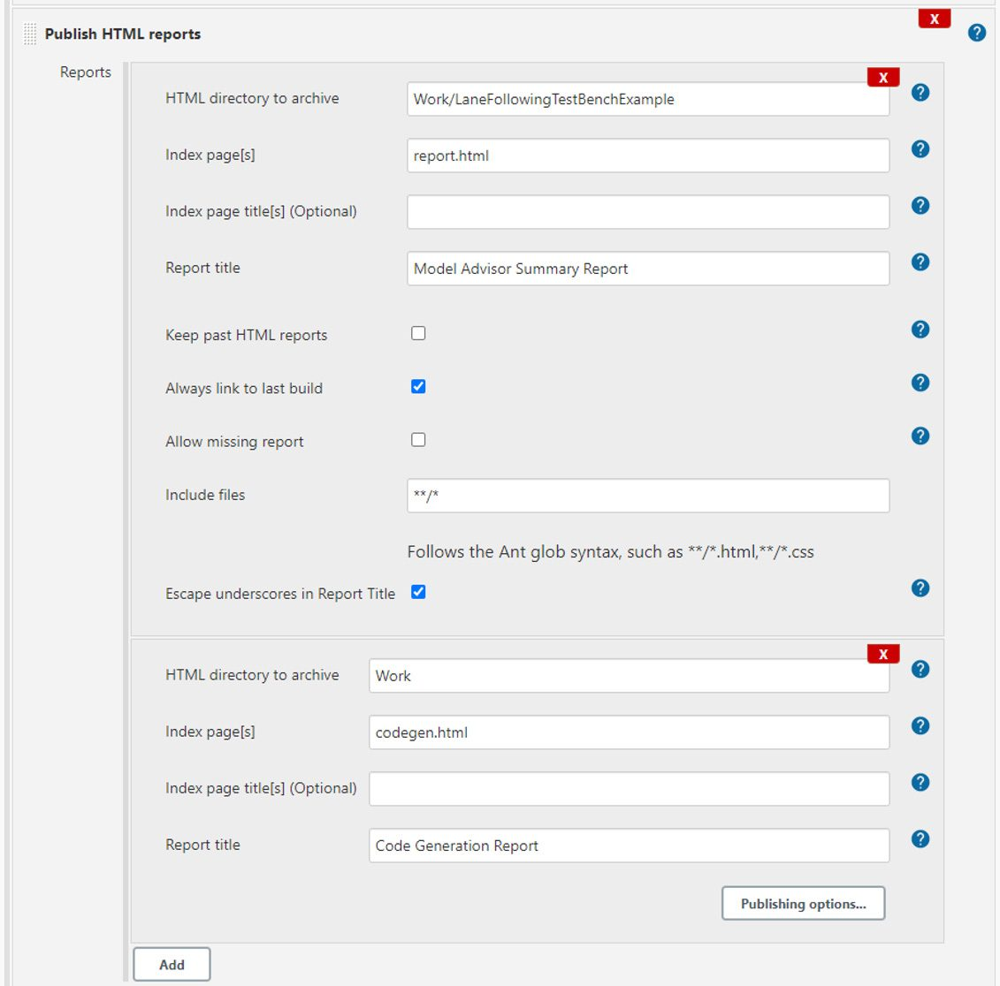 Publish HTML reports
X
?
Reports
X
HTML directory to archive Work/LaneFollowingTestBenchExample ?
Index page[s] report.html ?
Index page title[s] (Optional) ?
Report title Model Advisor Summary Report ?
Keep past HTML reports ?
Always link to last build ?
Allow missing report ?
Include files **/*
Follows the Ant glob syntax, such as **/*.html,**/*.css
Escape underscores in Report Title ?
X
HTML directory to archive Work ?
Index page[s] codegen.html ?
Index page title[s] (Optional) ?
Report title Code Generation Report ?
Publishing options...
Add